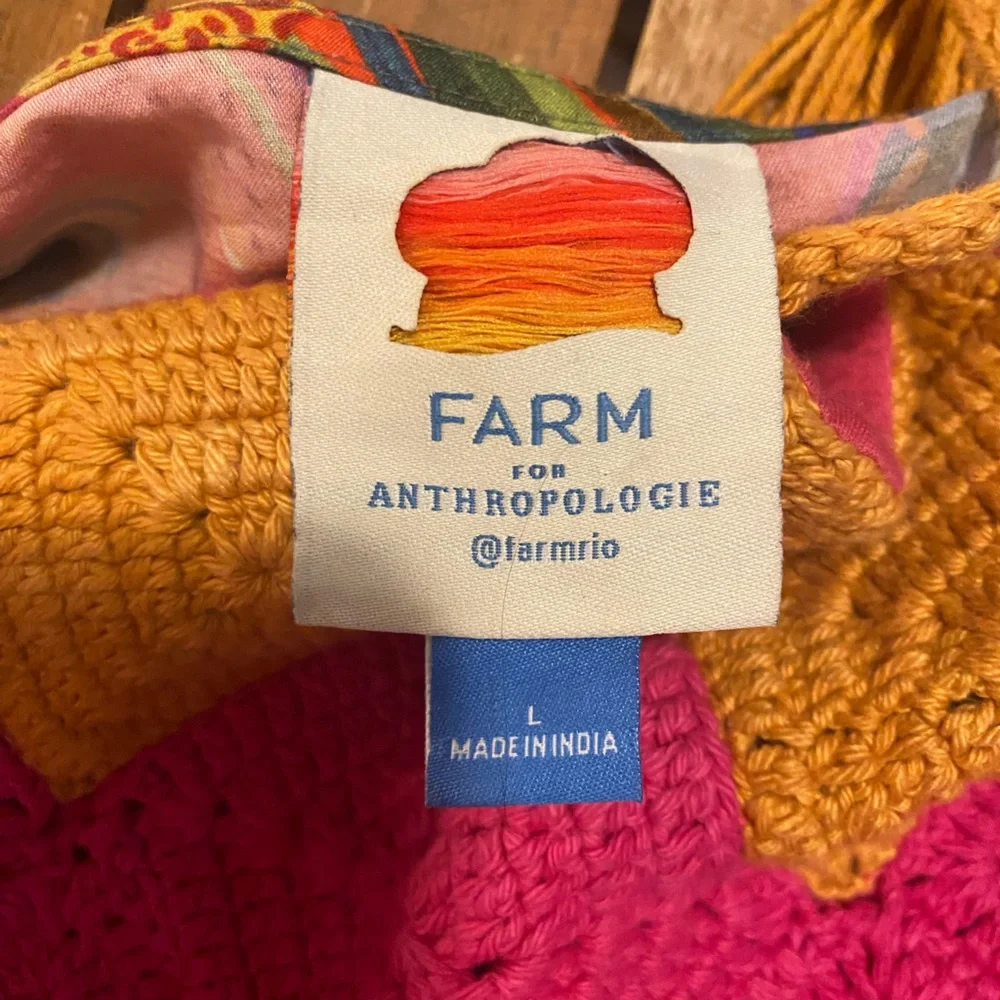 FARM
FOR
ANTHROPOLOGIE
@farmrio
L
MADE IN INDIA